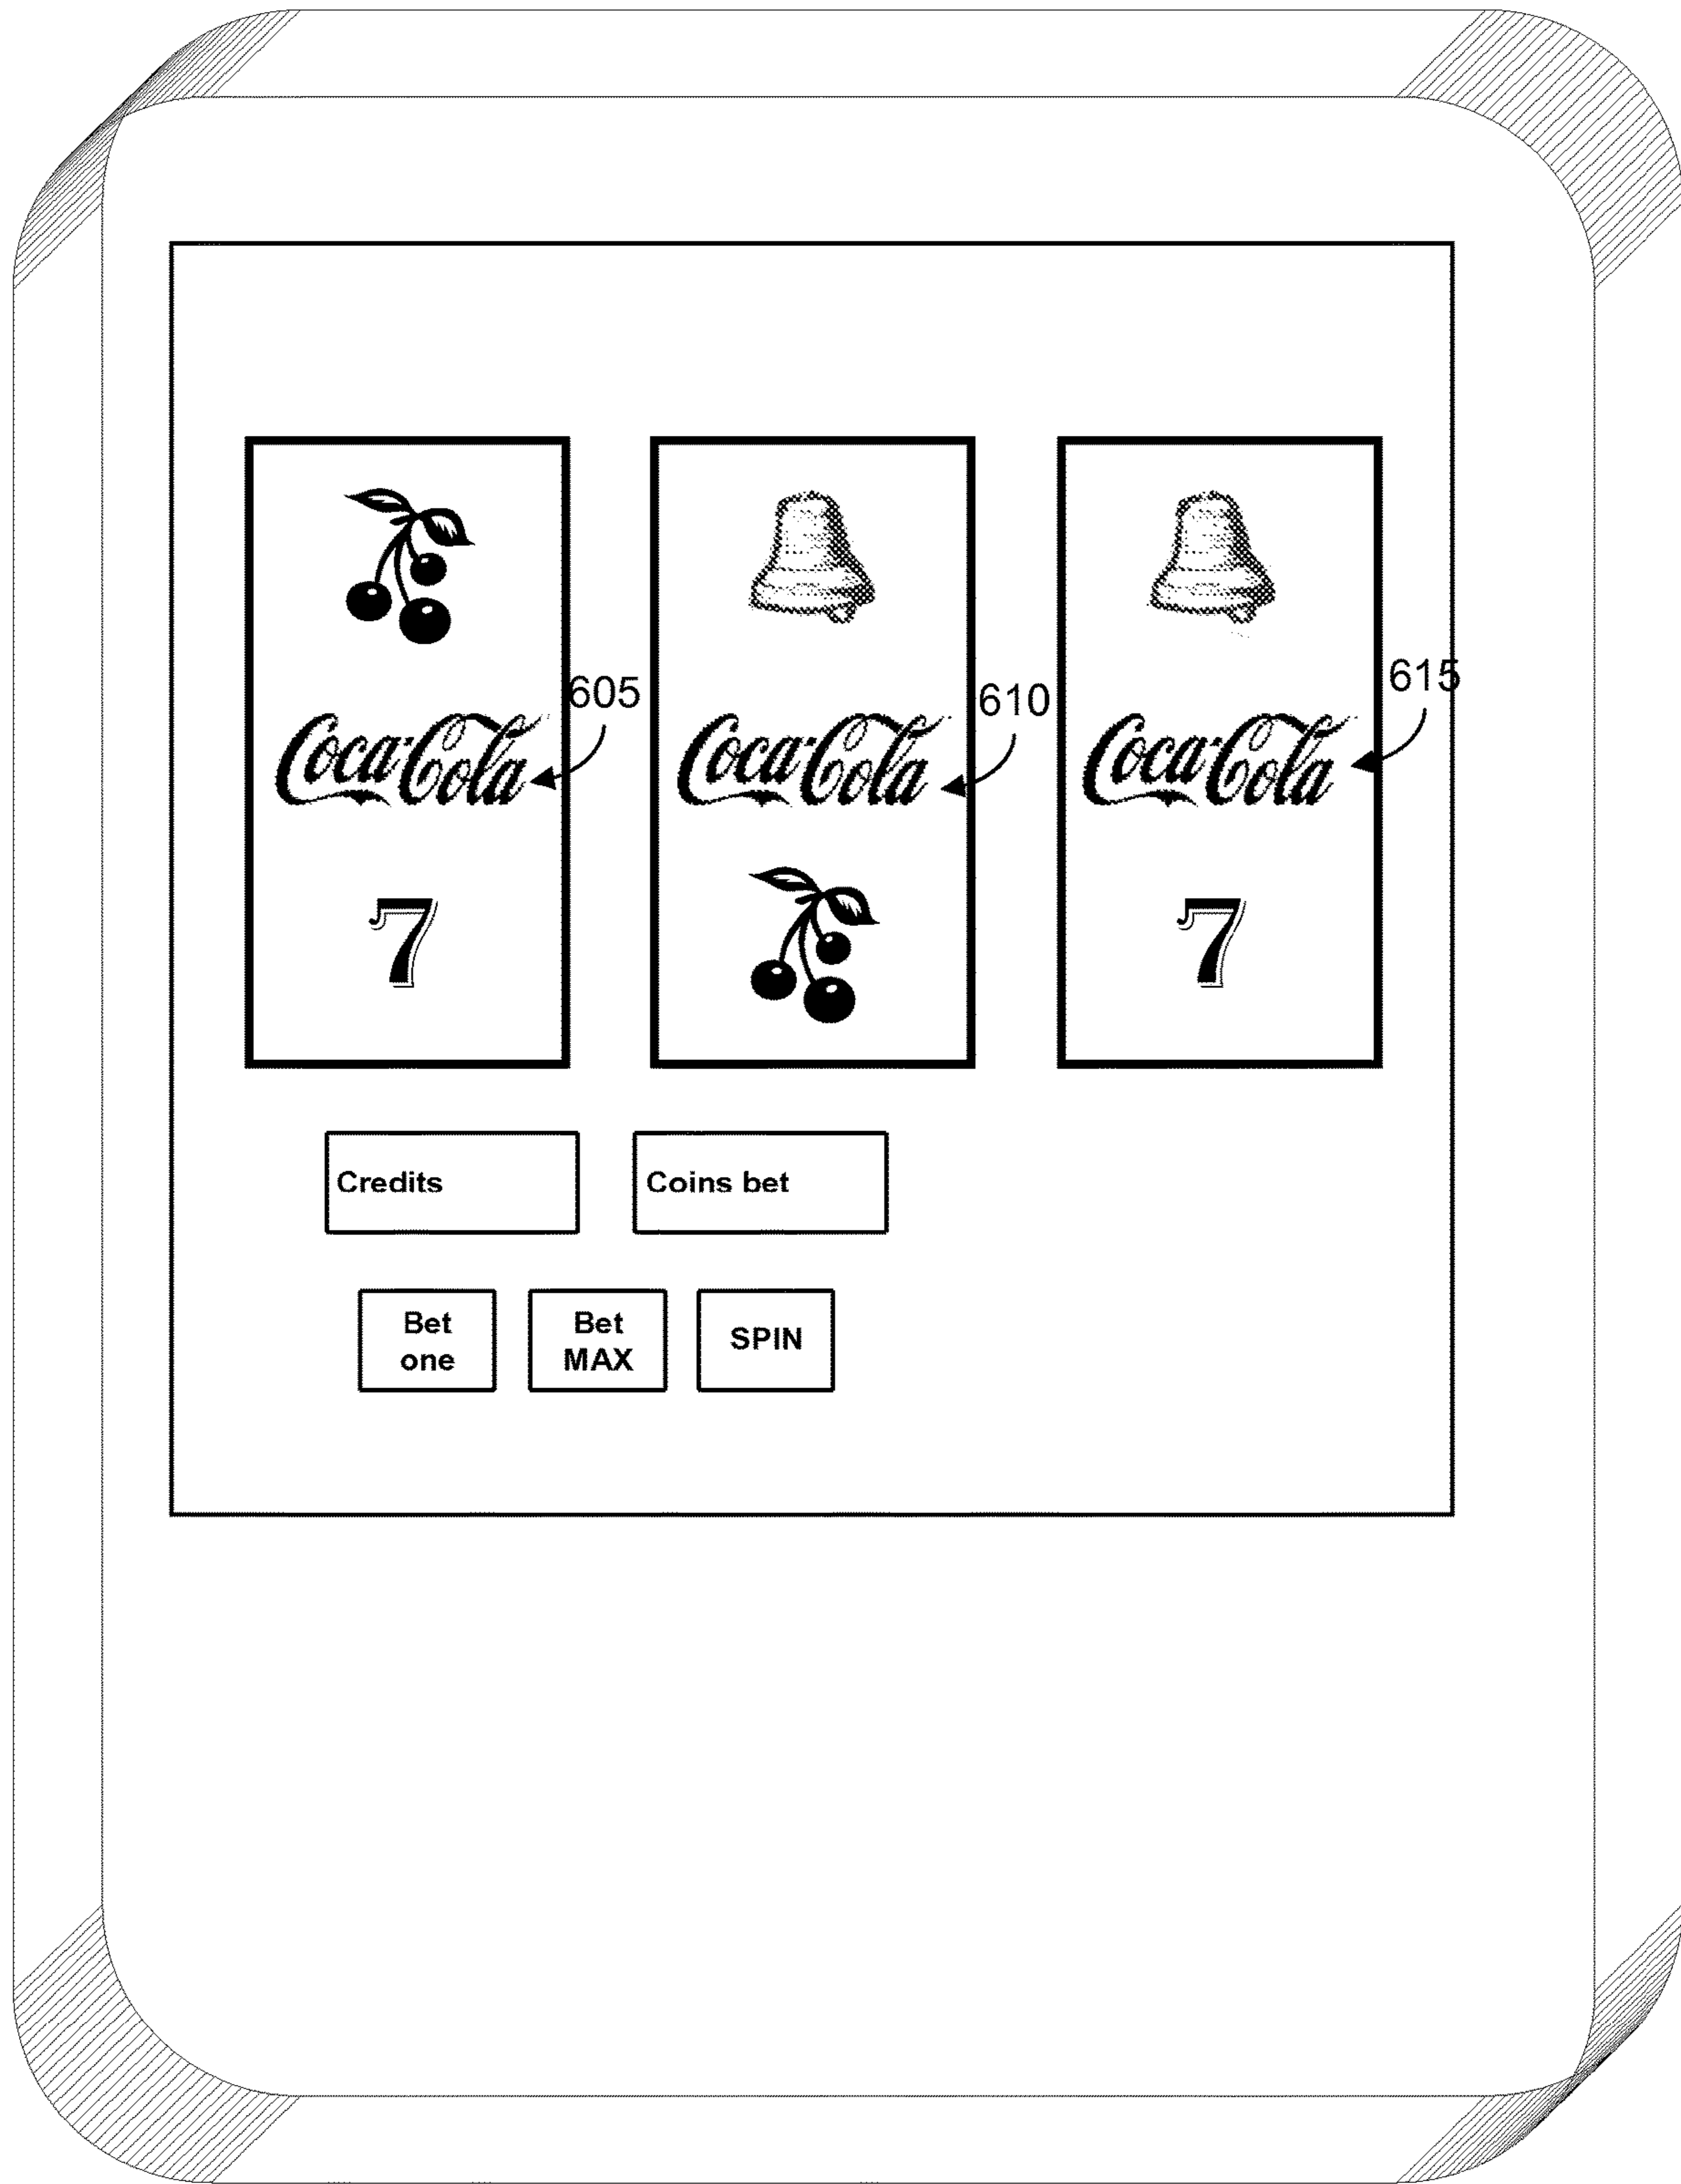 615
605
610
Coca-Cola Coca-Cola Coca-Cola
7 7
Credits Coins bet
Bet one Bet MAX SPIN